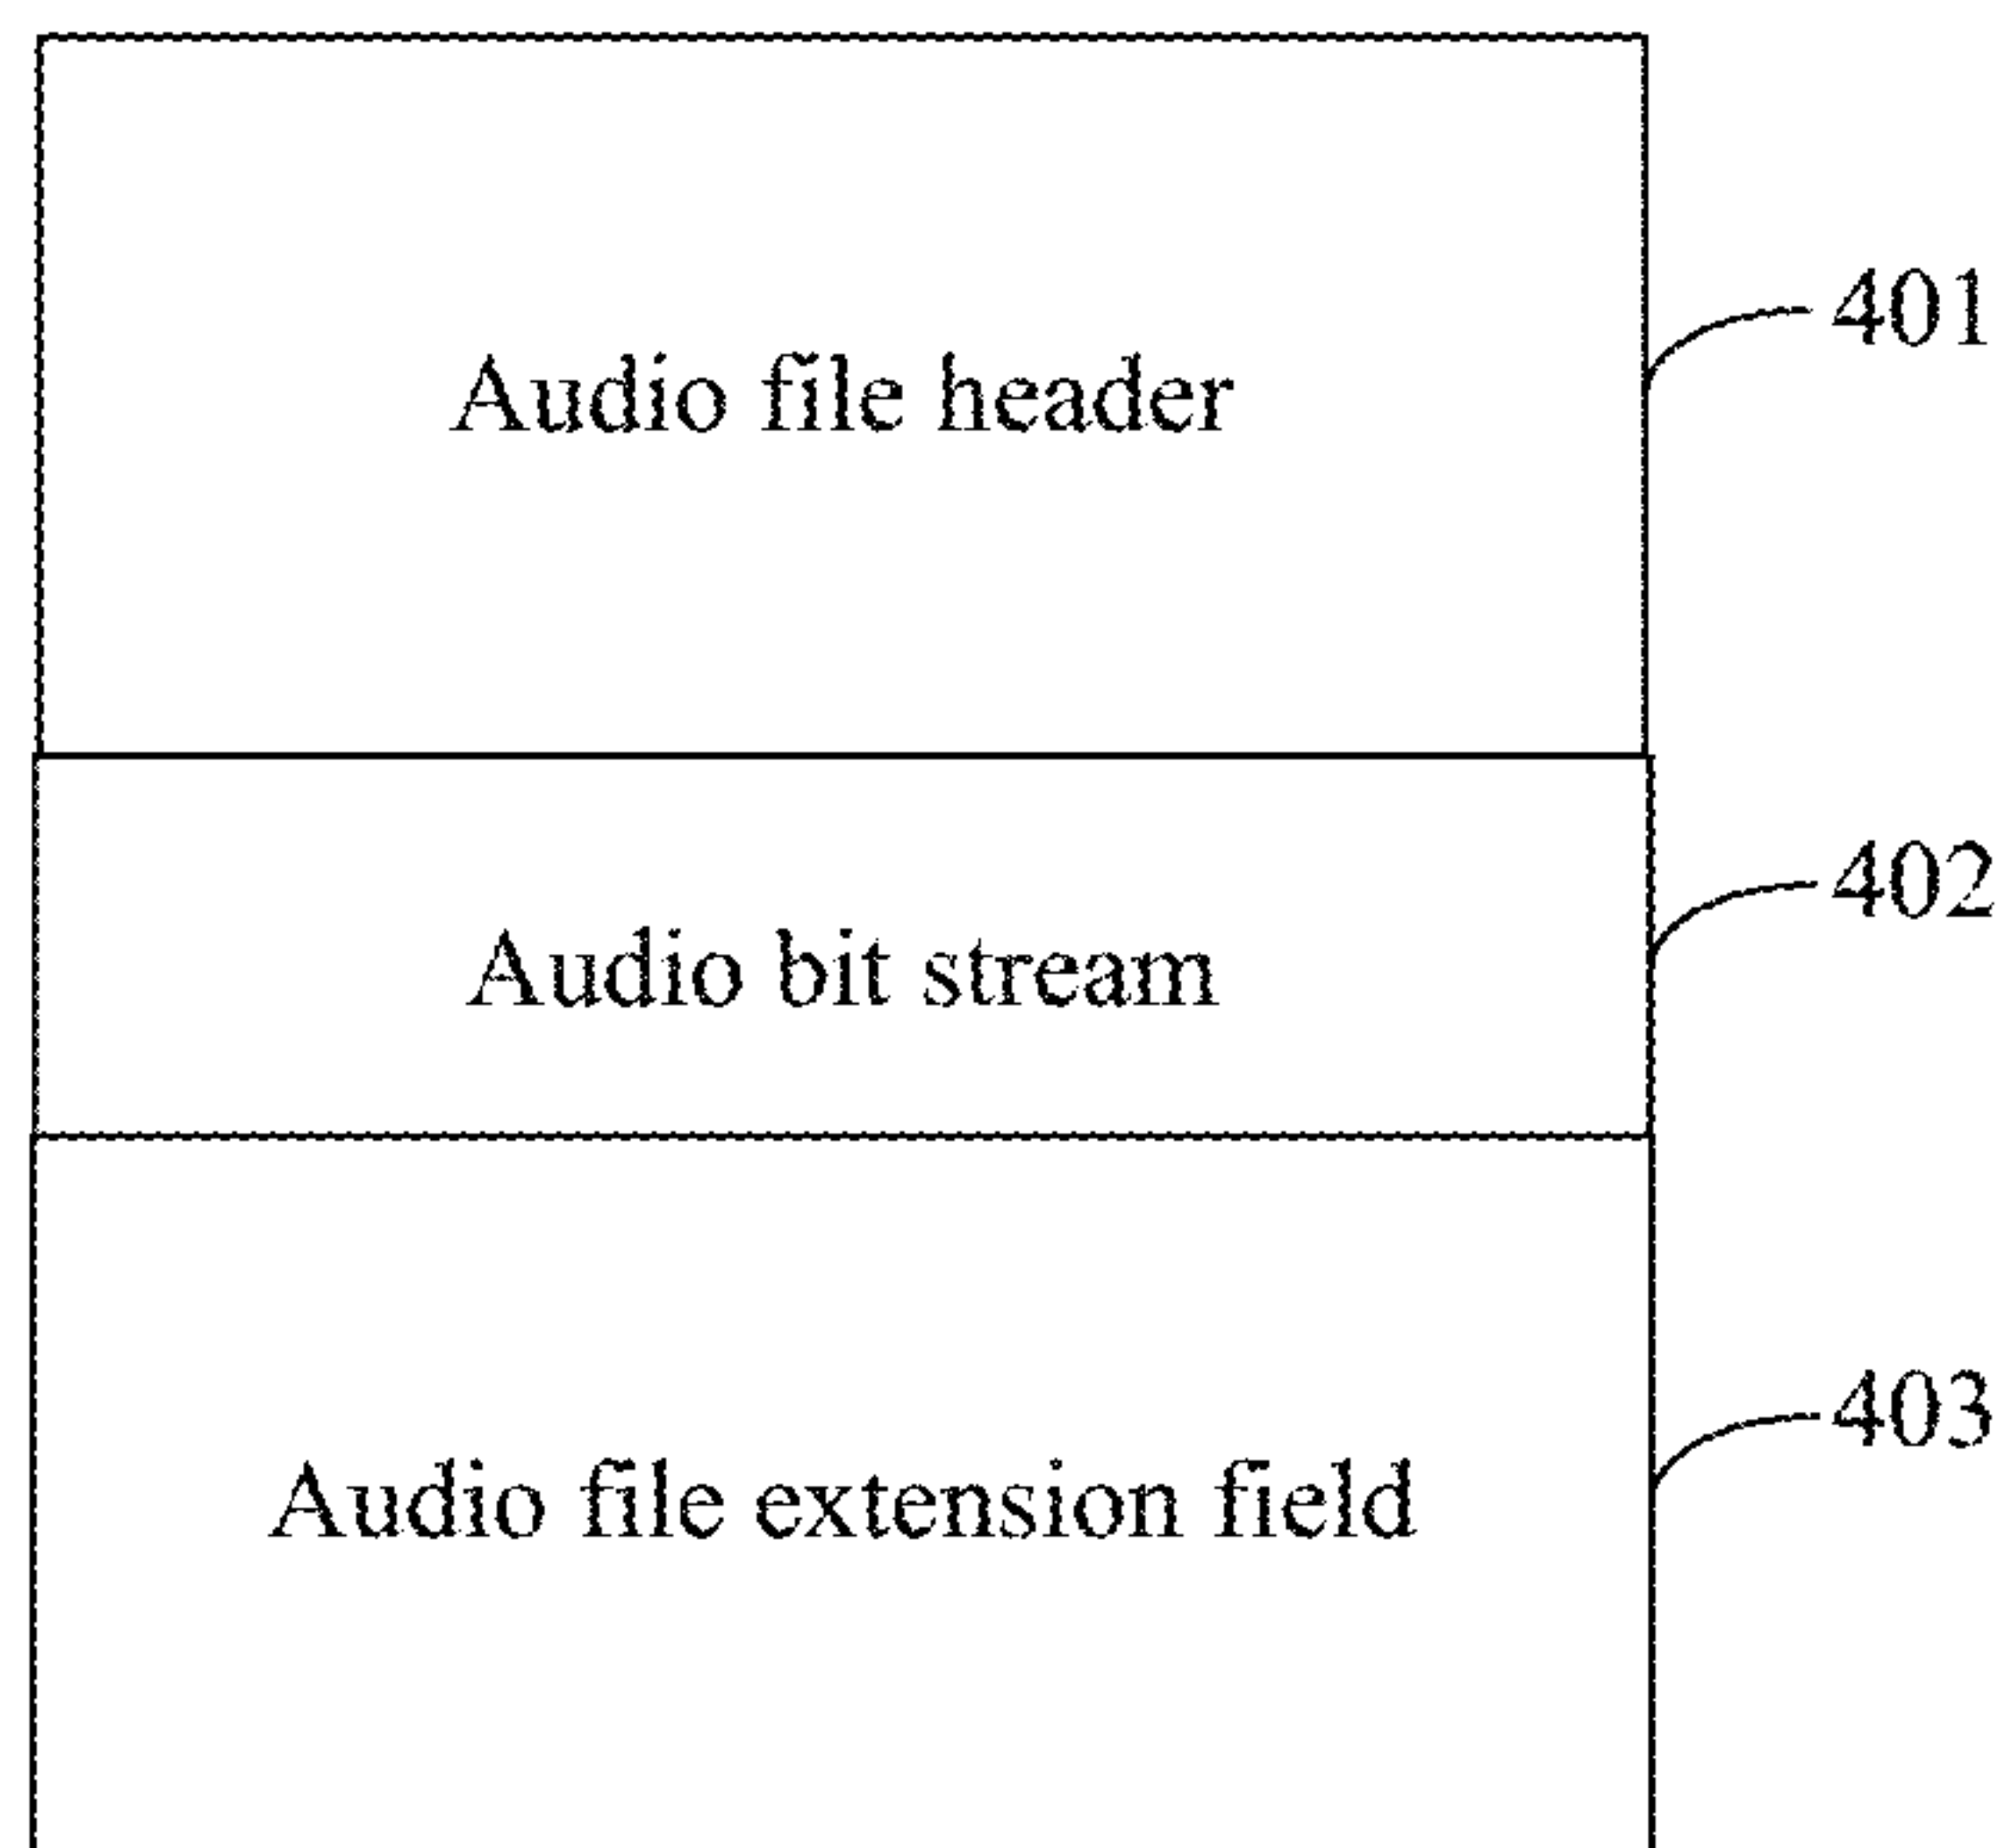 401
Audio file header
402
Audio bit stream
403
Audio file extension field